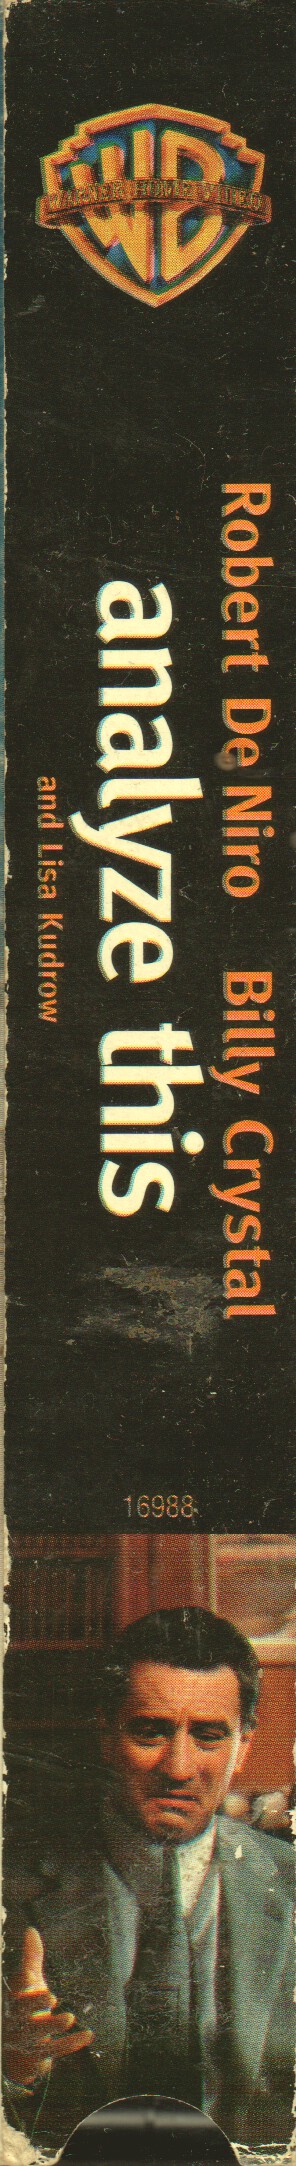 WB
WARNER HOME VIDEO
Robert De Niro Billy Crystal
analyze this
and Lisa Kudrow
16988